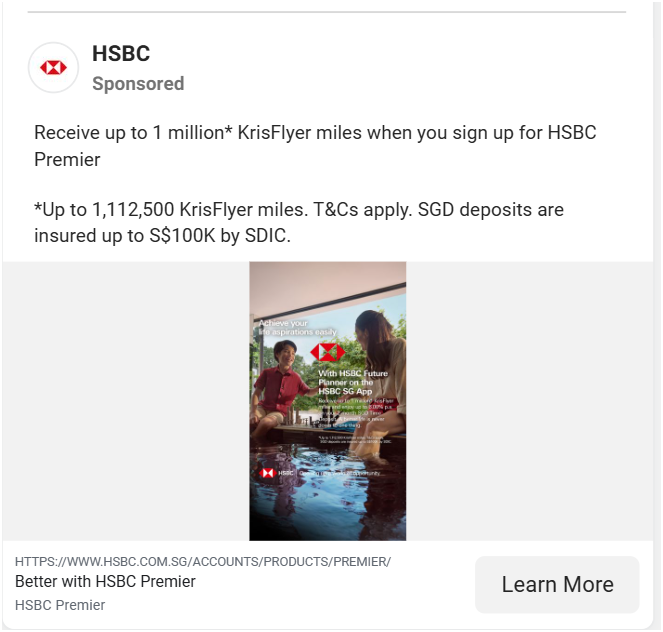 HSBC
Sponsored
Receive up to 1 million* KrisFlyer miles when you sign up for HSBC
Premier
*Up to 1,112,500 KrisFlyer miles. T&Cs apply. SGD deposits are
insured up to S$100K by SDIC.
Achieve your
life aspirations easily
With HSBC Future
Planner on the
HSBC SG App
HSBC
HTTPS://WWW.HSBC.COM.SG/ACCOUNTS/PRODUCTS/PREMIER/
Better with HSBC Premier
HSBC Premier
Learn More